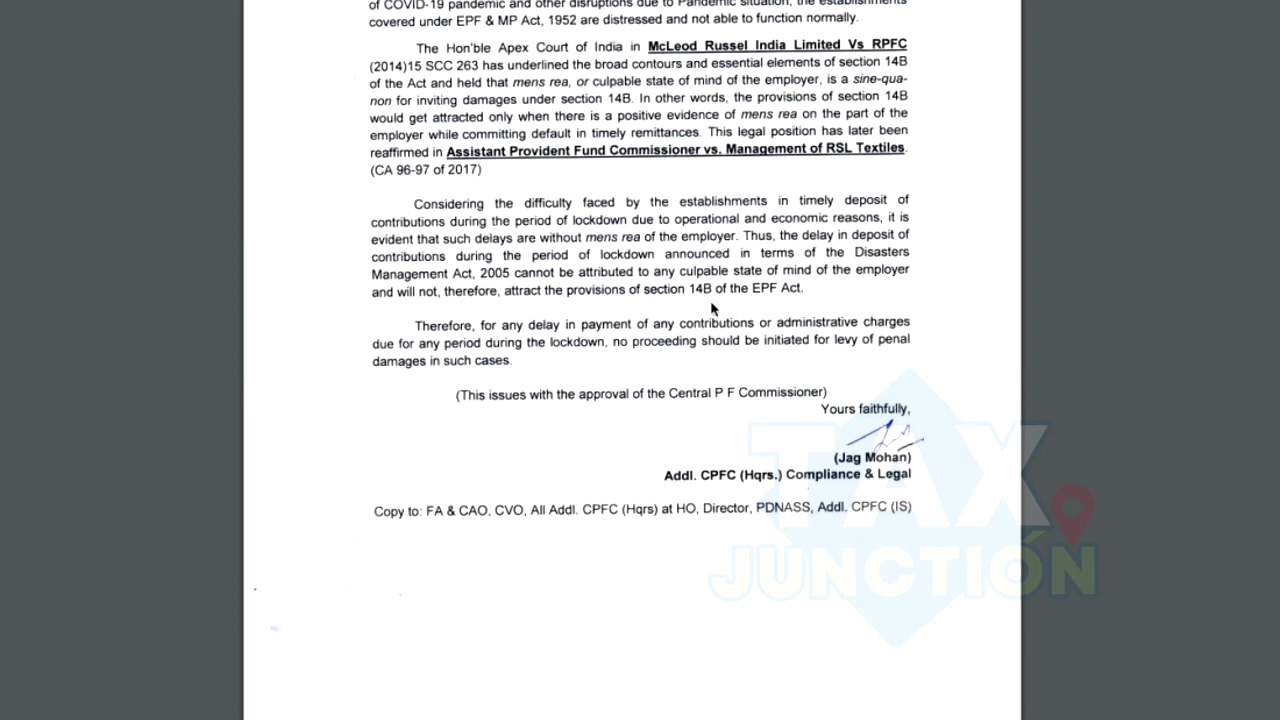 of COVID-19 pandemic and other disruptions due to Pandemic situation, the establishments
covered under EPF & MP Act, 1952 are distressed and not able to function normally.
The Hon'ble Apex Court of India in McLeod Russel India Limited Vs RPFC
(2014)15 SCC 263 has underlined the broad contours and essential elements of section 14B
of the Act and held that mens rea, or culpable state of mind of the employer, is a sine-qua-
non for inviting damages under section 14B. In other words, the provisions of section 14B
would get attracted only when there is a positive evidence of mens rea on the part of the
employer while committing default in timely remittances. This legal position has later been
reaffirmed in Assistant Provident Fund Commissioner vs. Management of RSL Textiles.
(CA 96-97 of 2017)
Considering the difficulty faced by the establishments in timely deposit of
contributions during the period of lockdown due to operational and economic reasons, it is
evident that such delays are without mens rea of the employer. Thus, the delay in deposit of
contributions during the period of lockdown announced in terms of the Disasters
Management Act, 2005 cannot be attributed to any culpable state of mind of the employer
and will not, therefore, attract the provisions of section 14B of the EPF Act.
Therefore, for any delay in payment of any contributions or administrative charges
due for any period during the lockdown, no proceeding should be initiated for levy of penal
damages in such cases.
(This issues with the approval of the Central P F Commissioner)
Yours faithfully,
(Jag Mohan)
Addl. CPFC (Hqrs.) Compliance & Legal
Copy to: FA & CAO, CVO, All Addl. CPFC (Hqrs) at HO, Director, PDNASS, Addl. CPFC (IS)
TAX
JUNCTION